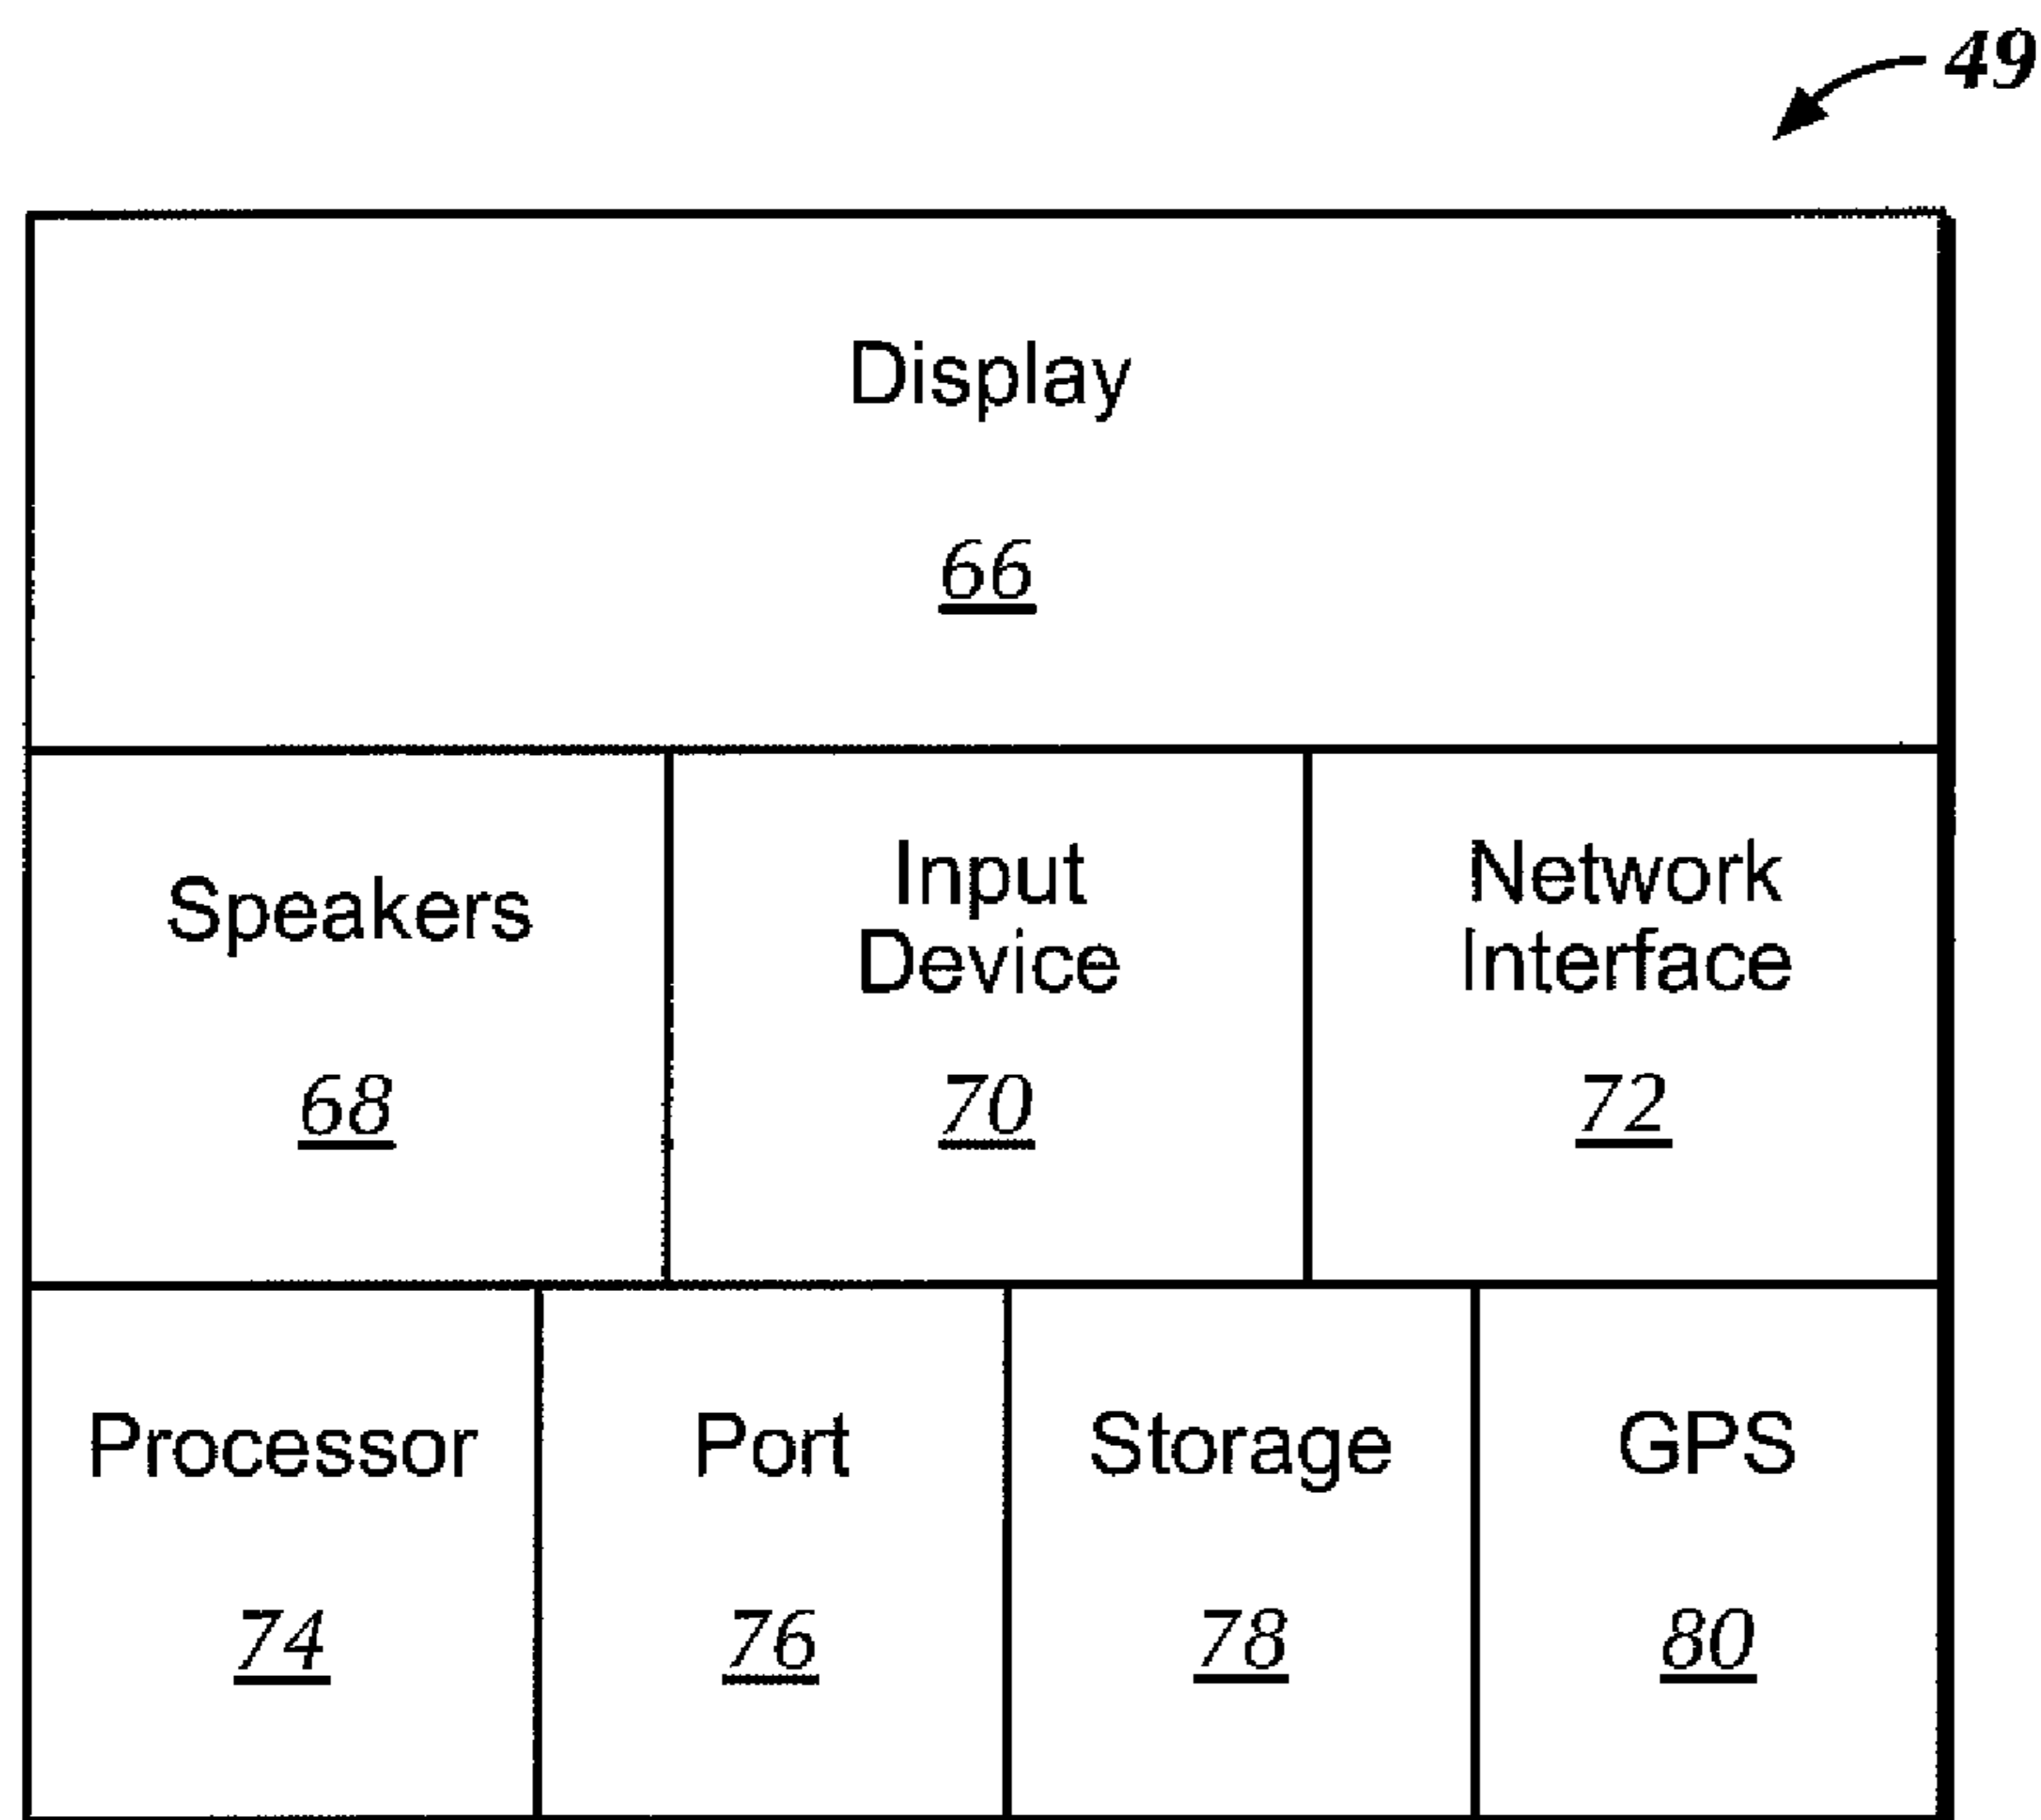 49
Display
66
Speakers
68
Input
Device
70
Network
Interface
72
Processor
74
Port
76
Storage
78
GPS
80